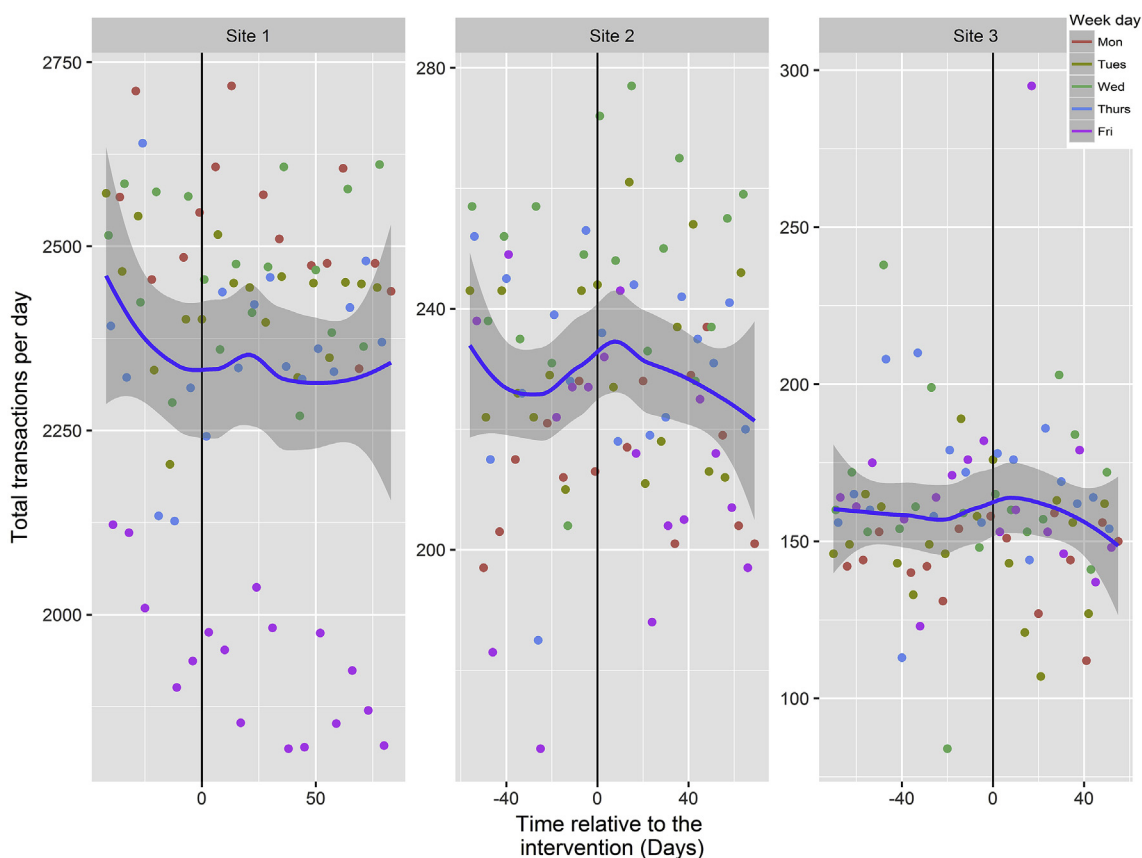 Site 1
Site 2
Site 3
Week day
Mon
Tues
Wed
Thurs
Fri
Total transactions per day
2750
2500
2250
2000
280
240
200
300
250
200
150
100
0
50
-40
0
40
-40
0
40
Time relative to the
intervention (Days)